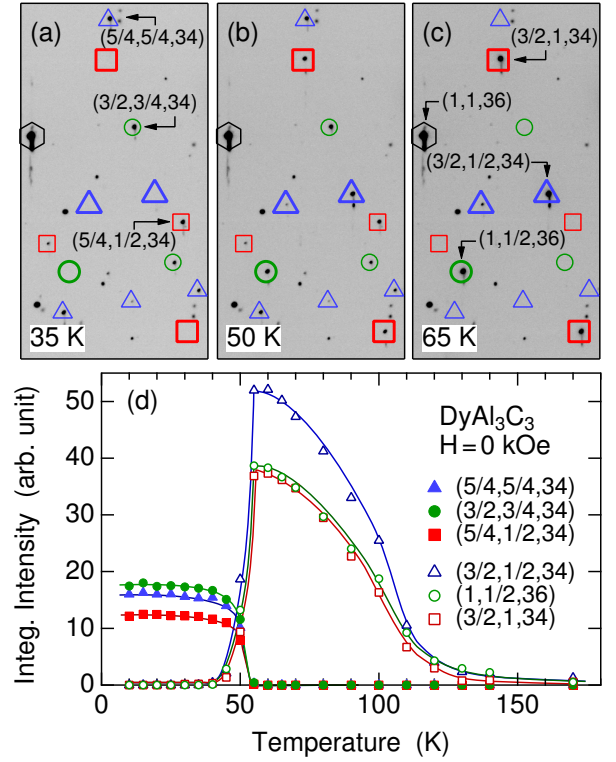 (a)
(5/4,5/4,34)
(3/2,3/4,34)
(5/4,1/2,34)
35 K
(b)
50 K
(c)
(3/2,1,34)
(1,1,36)
(3/2,1/2,34)
(1,1/2,36)
65 K
(d)
DyAl₃C₃
H=0 kOe
(5/4,5/4,34)
(3/2,3/4,34)
(5/4,1/2,34)
(3/2,1/2,34)
(1,1/2,36)
(3/2,1,34)
Integ. Intensity (arb. unit)
50
40
30
20
10
0
0
50
100
150
Temperature (K)